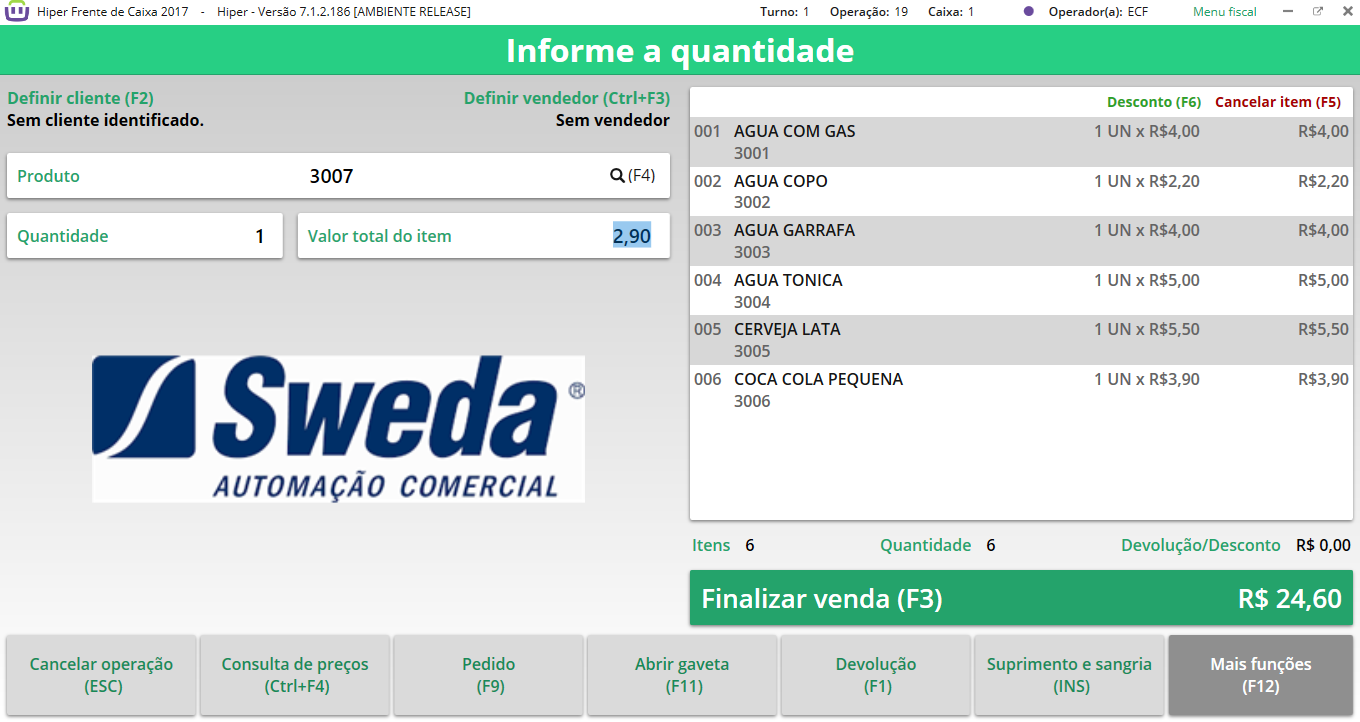 Hiper Frente de Caixa 2017 - Hiper - Versão 7.1.2.186 [AMBIENTE RELEASE] Turno: 1 Operação: 19 Caixa: 1 Operador(a): ECF Menu fiscal
Informe a quantidade
Definir cliente (F2) Definir vendedor (Ctrl+F3)
Sem cliente identificado. Sem vendedor
Produto 3007 (F4)
Quantidade 1 Valor total do item 2,90
Sweda ®
AUTOMAÇÃO COMERCIAL
Desconto (F6) Cancelar item (F5)
001 AGUA COM GAS 1 UN x R$4,00 R$4,00
3001
002 AGUA COPO 1 UN x R$2,20 R$2,20
3002
003 AGUA GARRAFA 1 UN x R$4,00 R$4,00
3003
004 AGUA TONICA 1 UN x R$5,00 R$5,00
3004
005 CERVEJA LATA 1 UN x R$5,50 R$5,50
3005
006 COCA COLA PEQUENA 1 UN x R$3,90 R$3,90
3006
Itens 6 Quantidade 6 Devolução/Desconto R$ 0,00
Finalizar venda (F3) R$ 24,60
Cancelar operação (ESC)
Consulta de preços (Ctrl+F4)
Pedido (F9)
Abrir gaveta (F11)
Devolução (F1)
Suprimento e sangria (INS)
Mais funções (F12)